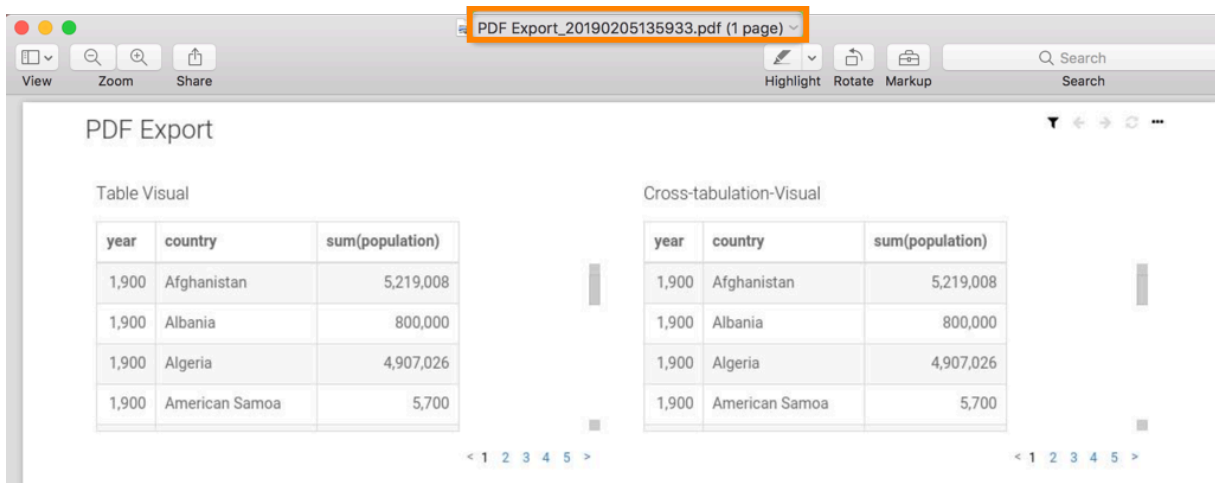 PDF Export_20190205135933.pdf (1 page)
View Zoom Share Highlight Rotate Markup Search
Search
PDF Export
Table Visual
year country sum(population)
1,900 Afghanistan 5,219,008
1,900 Albania 800,000
1,900 Algeria 4,907,026
1,900 American Samoa 5,700
< 1 2 3 4 5 >
Cross-tabulation-Visual
year country sum(population)
1,900 Afghanistan 5,219,008
1,900 Albania 800,000
1,900 Algeria 4,907,026
1,900 American Samoa 5,700
< 1 2 3 4 5 >